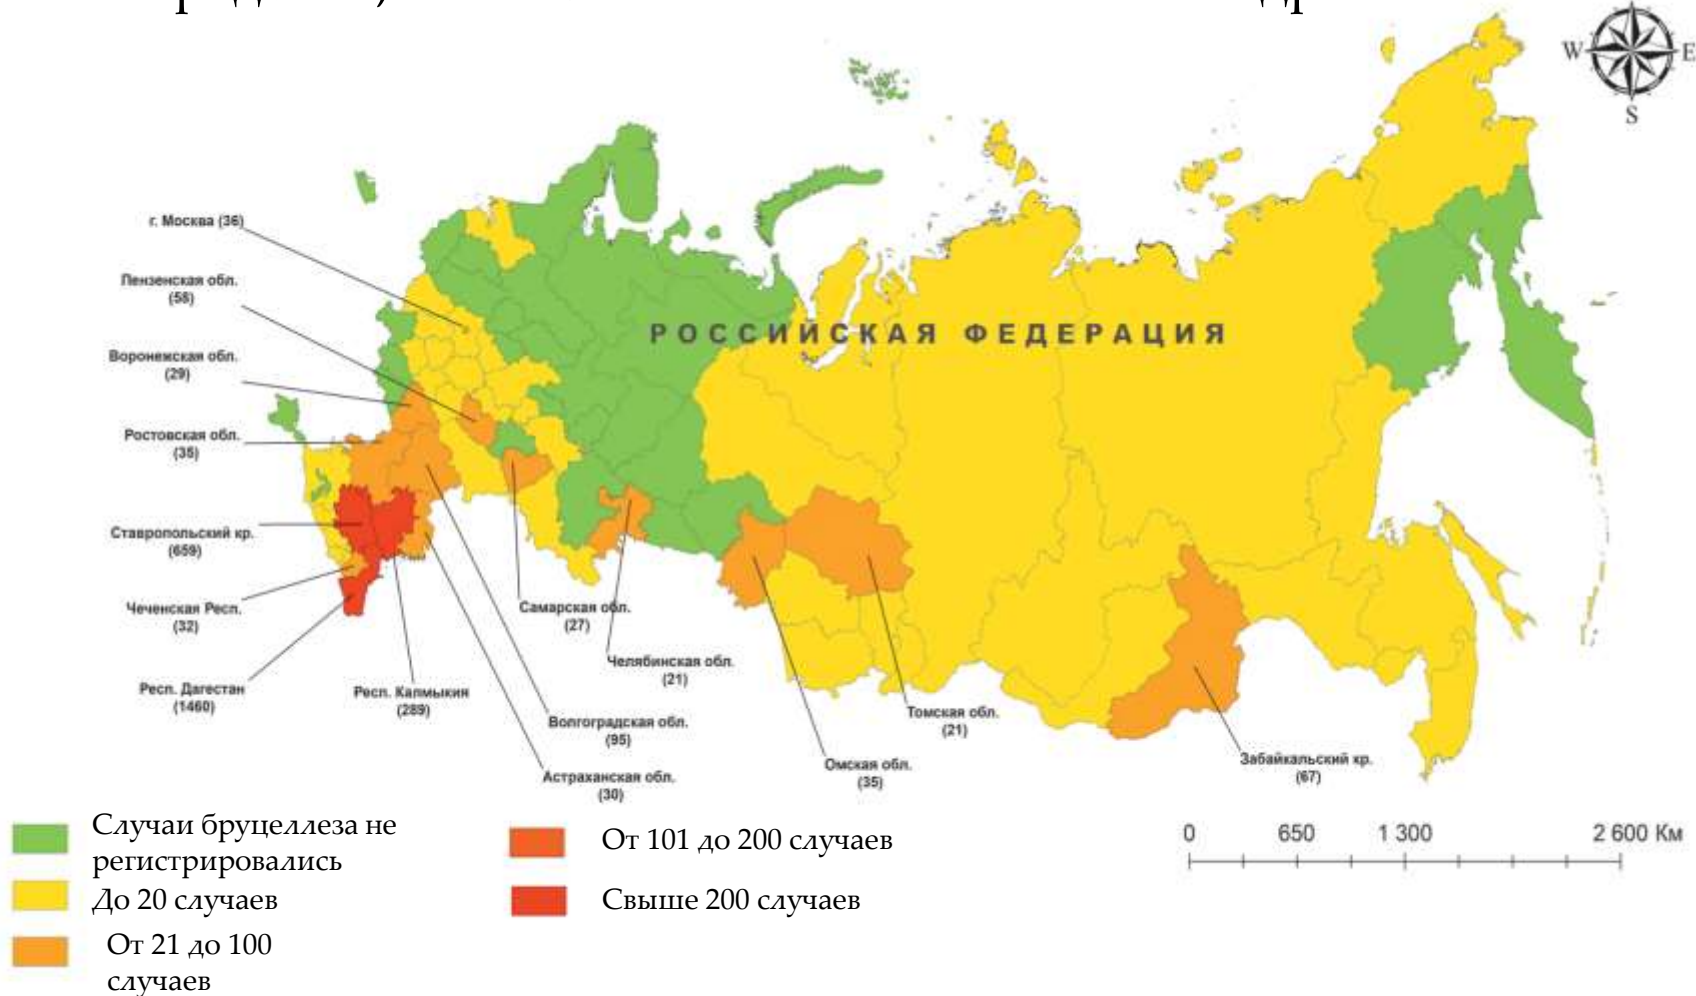 W
E
S
г. Москва (36)
Пензенская обл.
(58)
РОССИЙСКАЯ ФЕДЕРАЦИЯ
Воронежская обл.
(29)
Ростовская обл.
(35)
Ставропольский кр.
(659)
Чеченская Респ.
(32)
Самарская обл.
(27)
Челябинская обл.
(21)
Респ. Дагестан
(1460)
Респ. Калмыкия
(289)
Волгоградская обл.
(95)
Томская обл.
(21)
Астраханская обл.
(30)
Омская обл.
(35)
Забайкальский кр.
(67)
Случаи бруцеллеза не
регистрировались
До 20 случаев
От 21 до 100
случаев
От 101 до 200 случаев
Свыше 200 случаев
0 650 1 300 2 600 Км